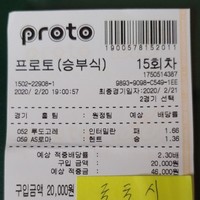 proto
1900578152011
프로토 (승부식) 15회차
1750514387
1502-22908-1 9893-9098-C549-1EE
2020/2/20 19:00:57 최종경기일시 : 2020/2/21
2경기 선택
경기 홈팀 : 원정팀 예상 배당률
052 루도고레 : 인터밀란 패 1.66
059 AS로마 : 헨트 승 1.38
예상 적중배당률 : 2.30배
구입 금액 : 20,000원
예상 적중금 : 46,000원
구입금액 20,000원